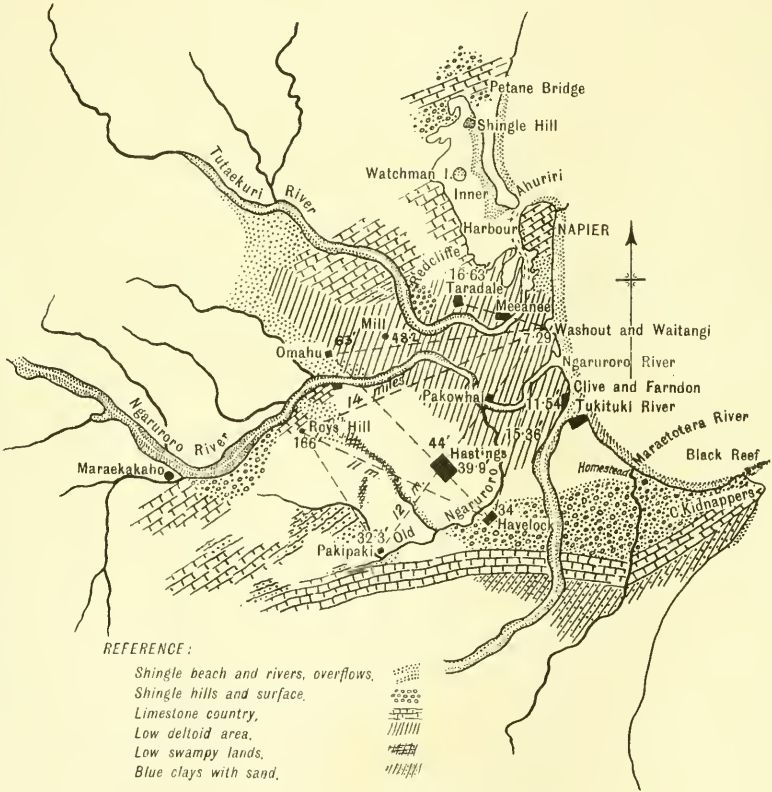 Petane Bridge
Shingle Hill
Watchman I.
Inner
Ahuriri
Harbour
NAPIER
Tutaekuri
River
Redcliffe
16·63
Taradale
Meeanee
Mill
63'
48·2
Omahu
7·29
Washout and Waitangi
Ngaruroro River
14 miles
Pakowhai
11·54
Clive and Farndon
Tukituki River
15·36
Ngaruroro River
Roys Hill
166'
44'
Hastings
39·9
Maraekakaho
Maraetotara River
Homestead
Black Reef
C. Kidnappers
12 m
Old
Ngaruroro
34'
Havelock
32·3'
Pakipaki
REFERENCE:
Shingle beach and rivers, overflows.
Shingle hills and surface.
Limestone country,
Low deltoid area.
Low swampy lands.
Blue clays with sand.